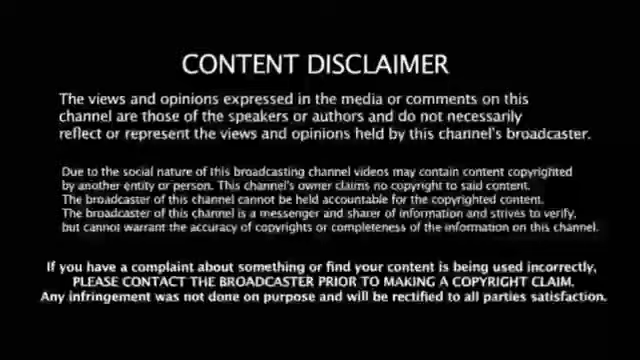 CONTENT DISCLAIMER
The views and opinions expressed in the media or comments on this
channel are those of the speakers or authors and do not necessarily
reflect or represent the views and opinions held by this channel's broadcaster.
Due to the social nature of this broadcasting channel videos may contain content copyrighted
by another entity or person. This channel's owner claims no copyright to said content.
The broadcaster of this channel cannot be held accountable for the copyrighted content.
The broadcaster of this channel is a messenger and sharer of information and strives to verify,
but cannot warrant the accuracy of copyrights or completeness of the information on this channel.
If you have a complaint about something or find your content is being used incorrectly,
PLEASE CONTACT THE BROADCASTER PRIOR TO MAKING A COPYRIGHT CLAIM.
Any infringement was not done on purpose and will be rectified to all parties satisfaction.